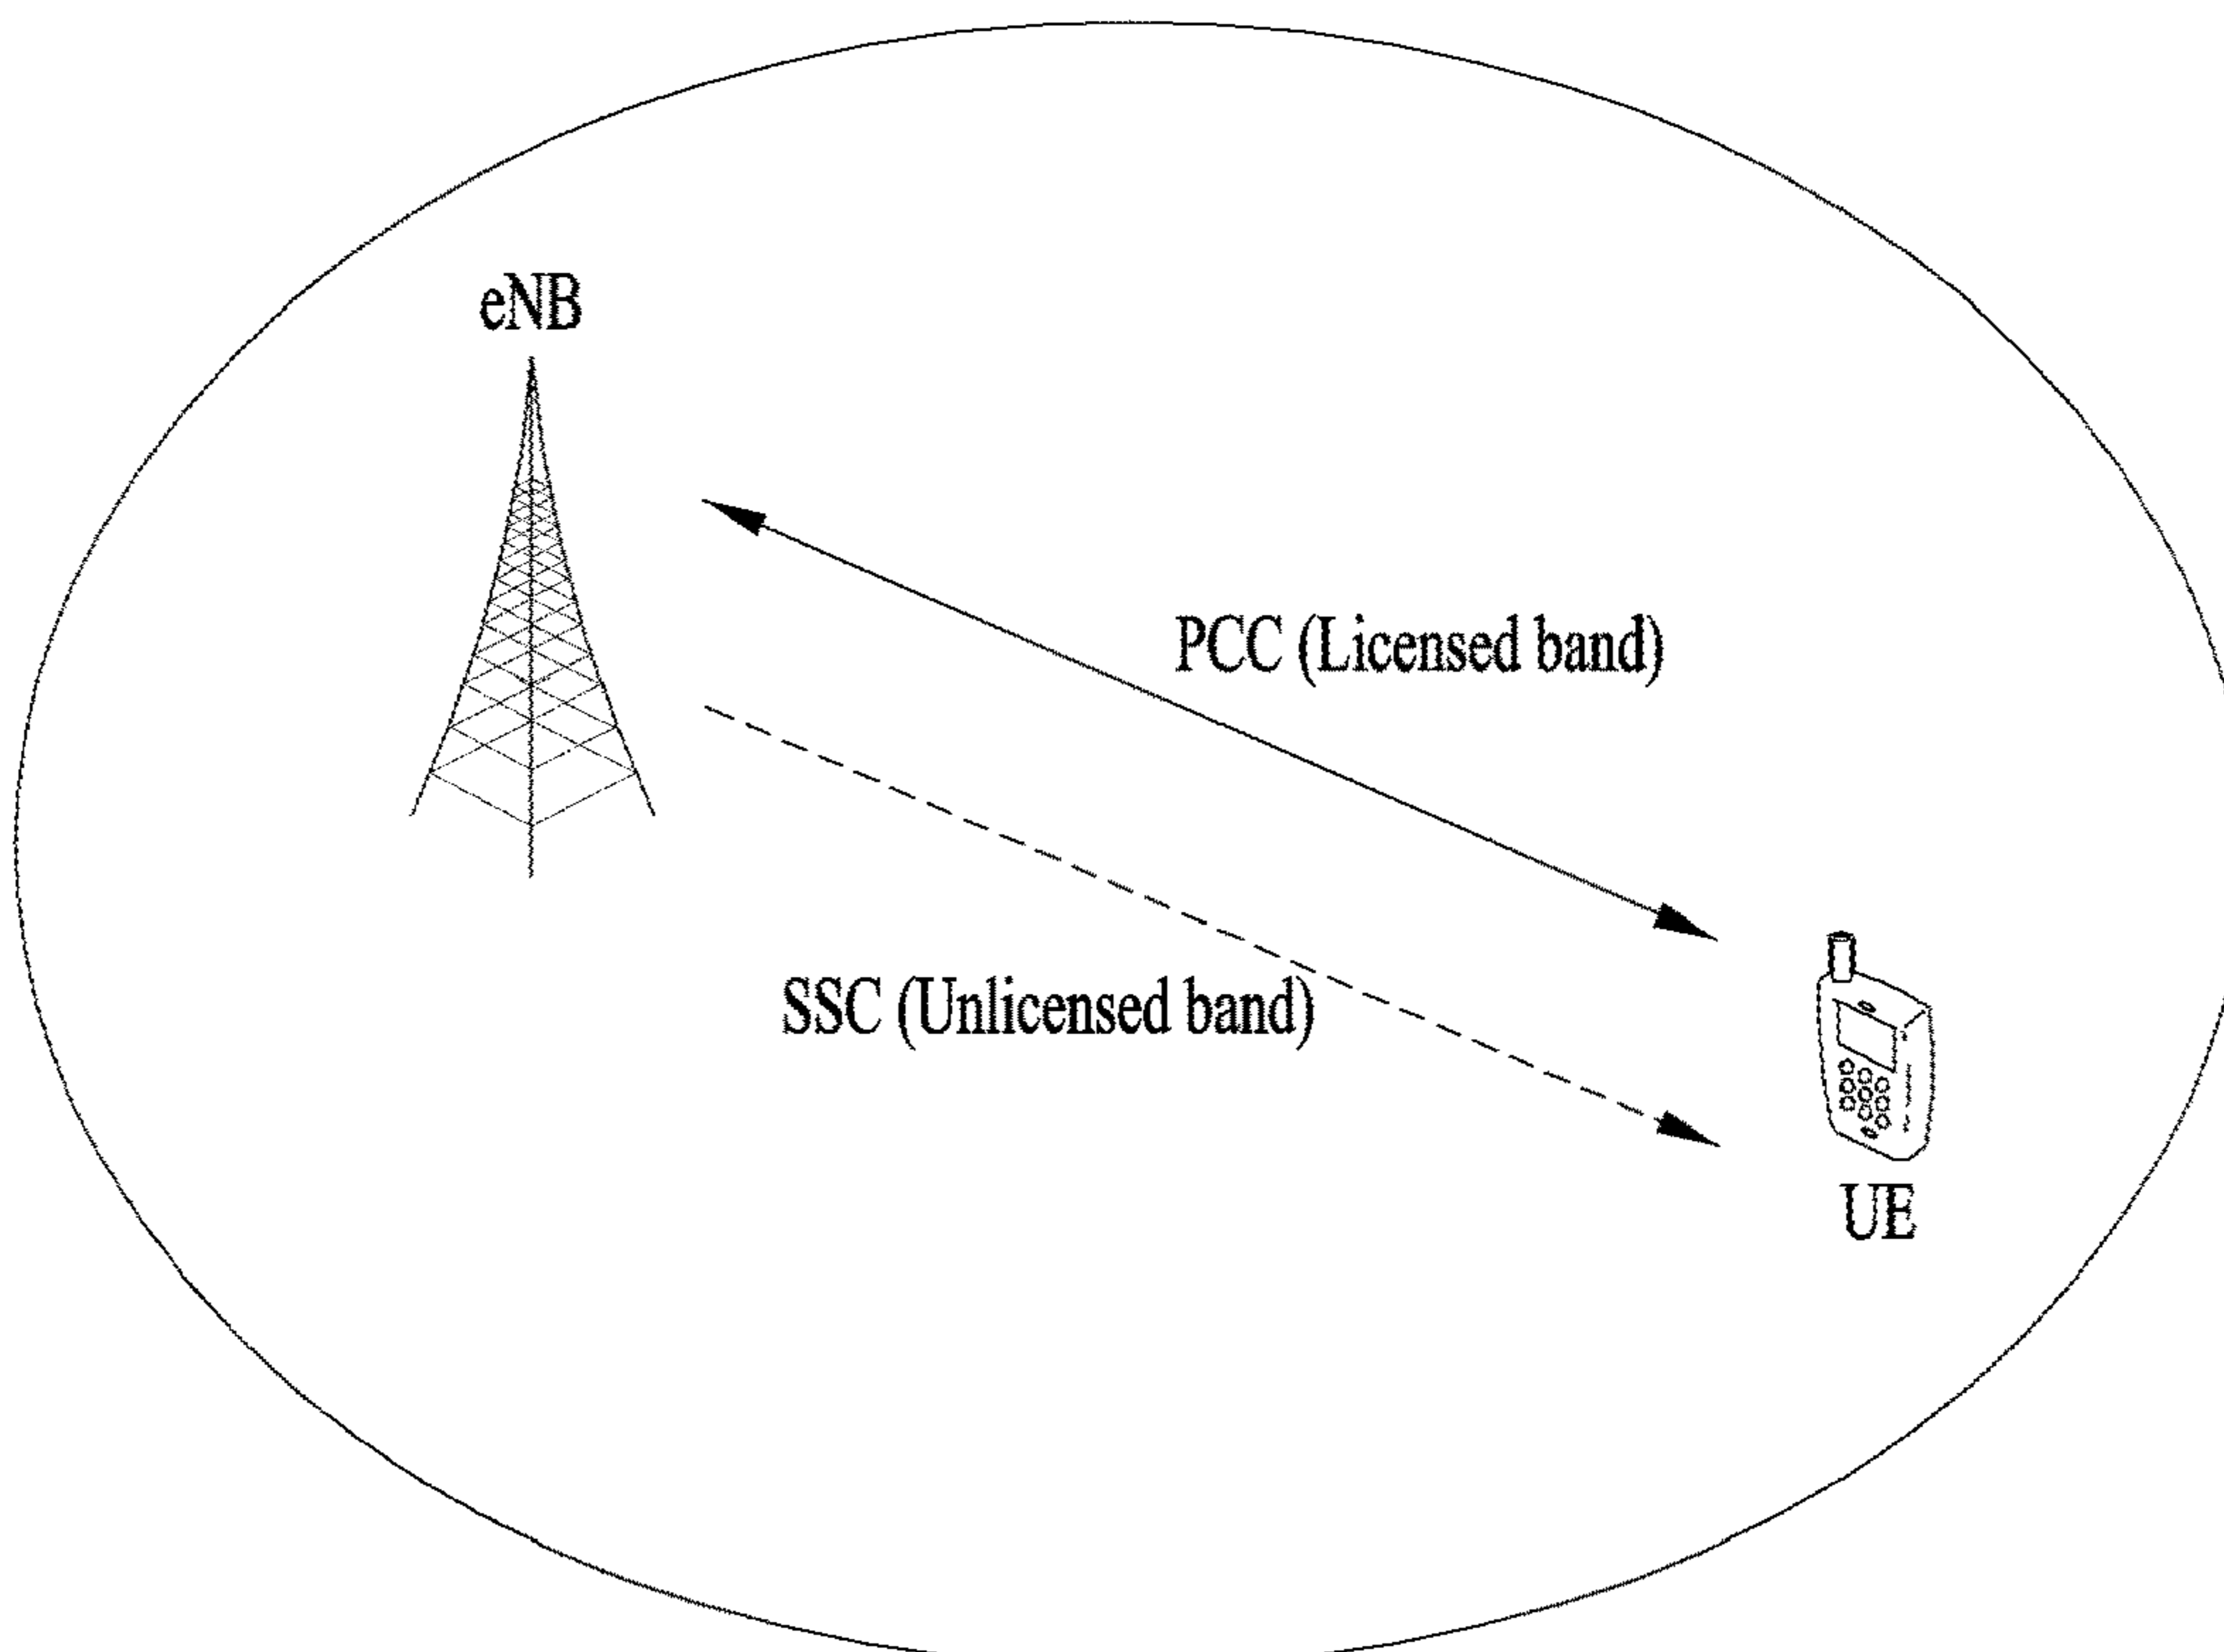 eNB
PCC (Licensed band)
SSC (Unlicensed band)
UE